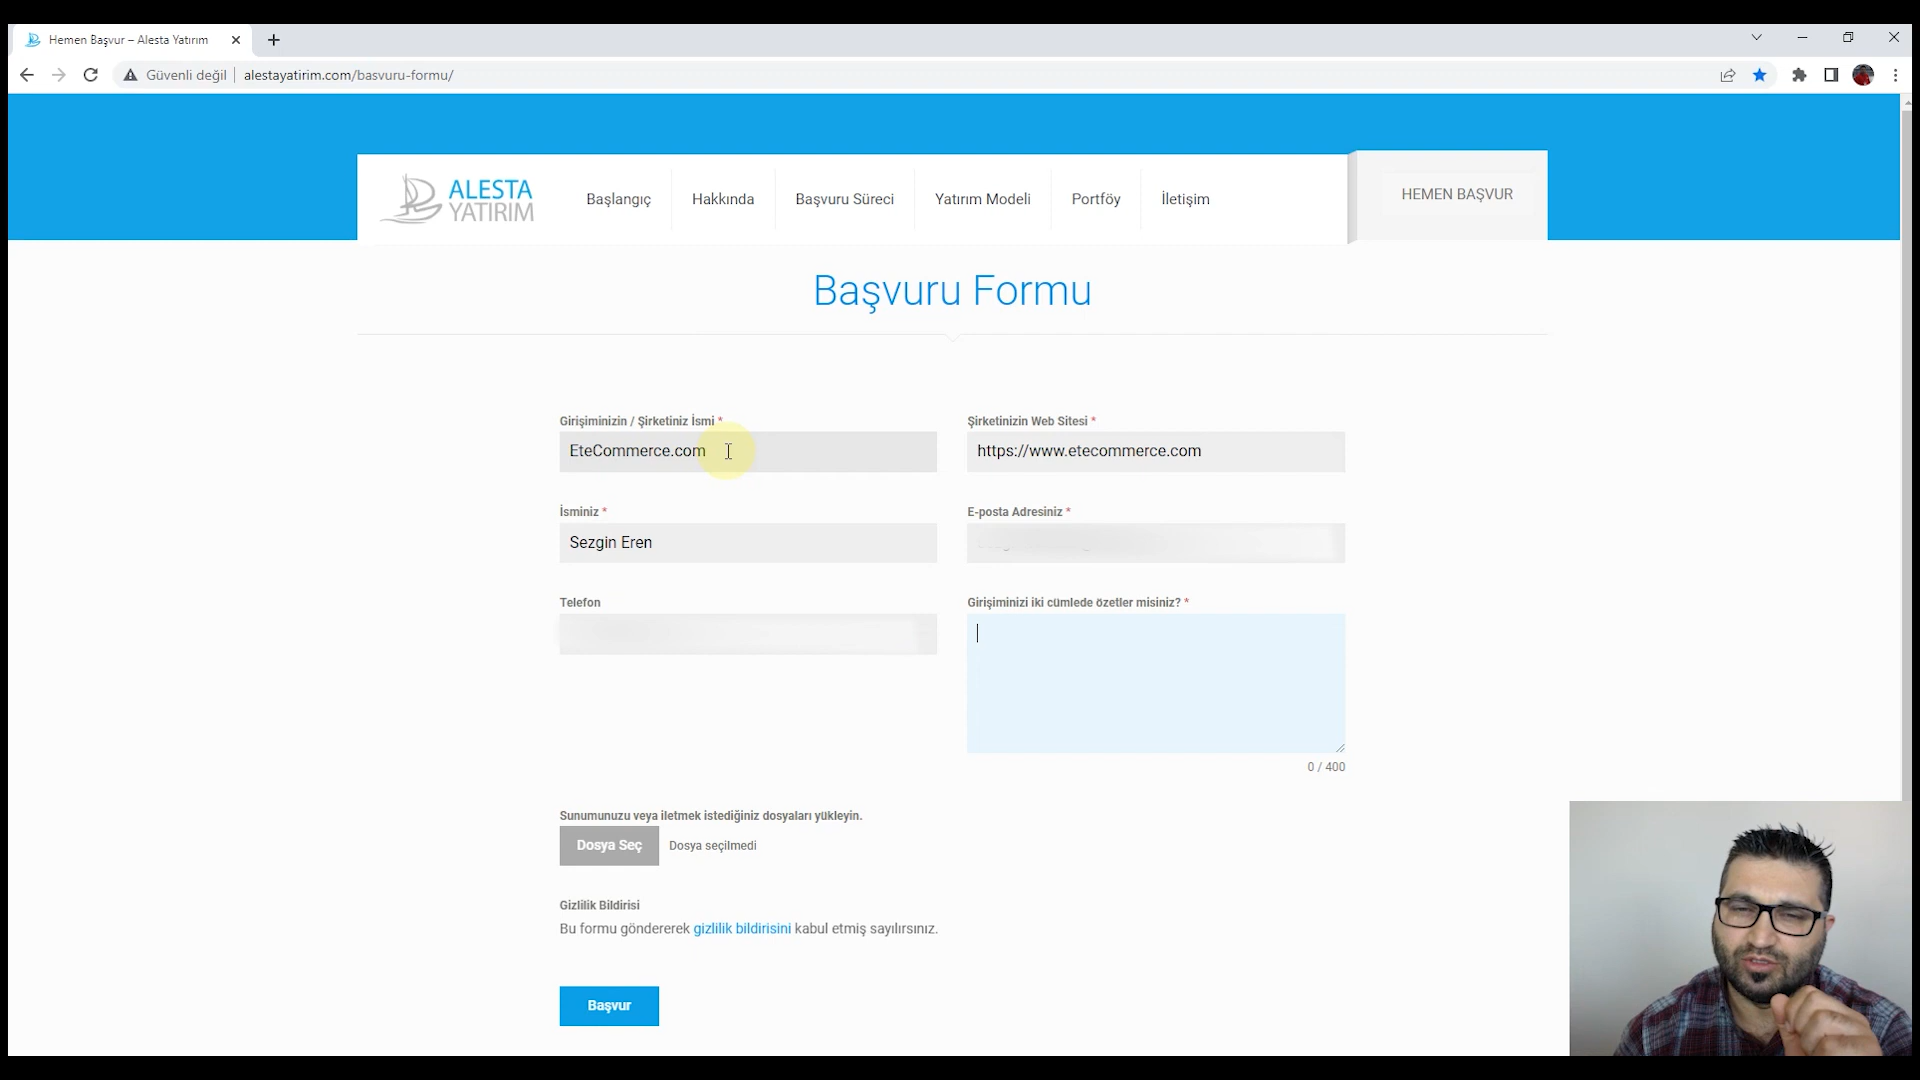 Hemen Başvur – Alesta Yatırım
Güvenli değil
alestayatirim.com/basvuru-formu/
ALESTA
YATIRIM
Başlangıç
Hakkında
Başvuru Süreci
Yatırım Modeli
Portföy
İletişim
HEMEN BAŞVUR
Başvuru Formu
Girişiminizin / Şirketiniz İsmi *
Şirketinizin Web Sitesi *
EteCommerce.com
https://www.etecommerce.com
İsminiz *
E-posta Adresiniz *
Sezgin Eren
Telefon
Girişiminizi iki cümlede özetler misiniz? *
0 / 400
Sunumunuzu veya iletmek istediğiniz dosyaları yükleyin.
Dosya Seç
Dosya seçilmedi
Gizlilik Bildirisi
Bu formu göndererek gizlilik bildirisini kabul etmiş sayılırsınız.
Başvur